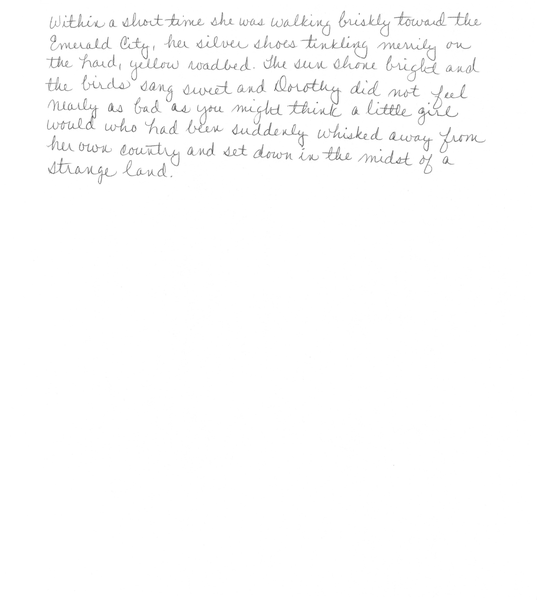 Within a short time she was walking briskly toward the
Emerald City, her silver shoes tinkling merrily on
the hard, yellow roadbed. The sun shone bright and
the birds sang sweet and Dorothy did not feel
nearly as bad as you might think a little girl
would who had been suddenly whisked away from
her own country and set down in the midst of a
strange land.